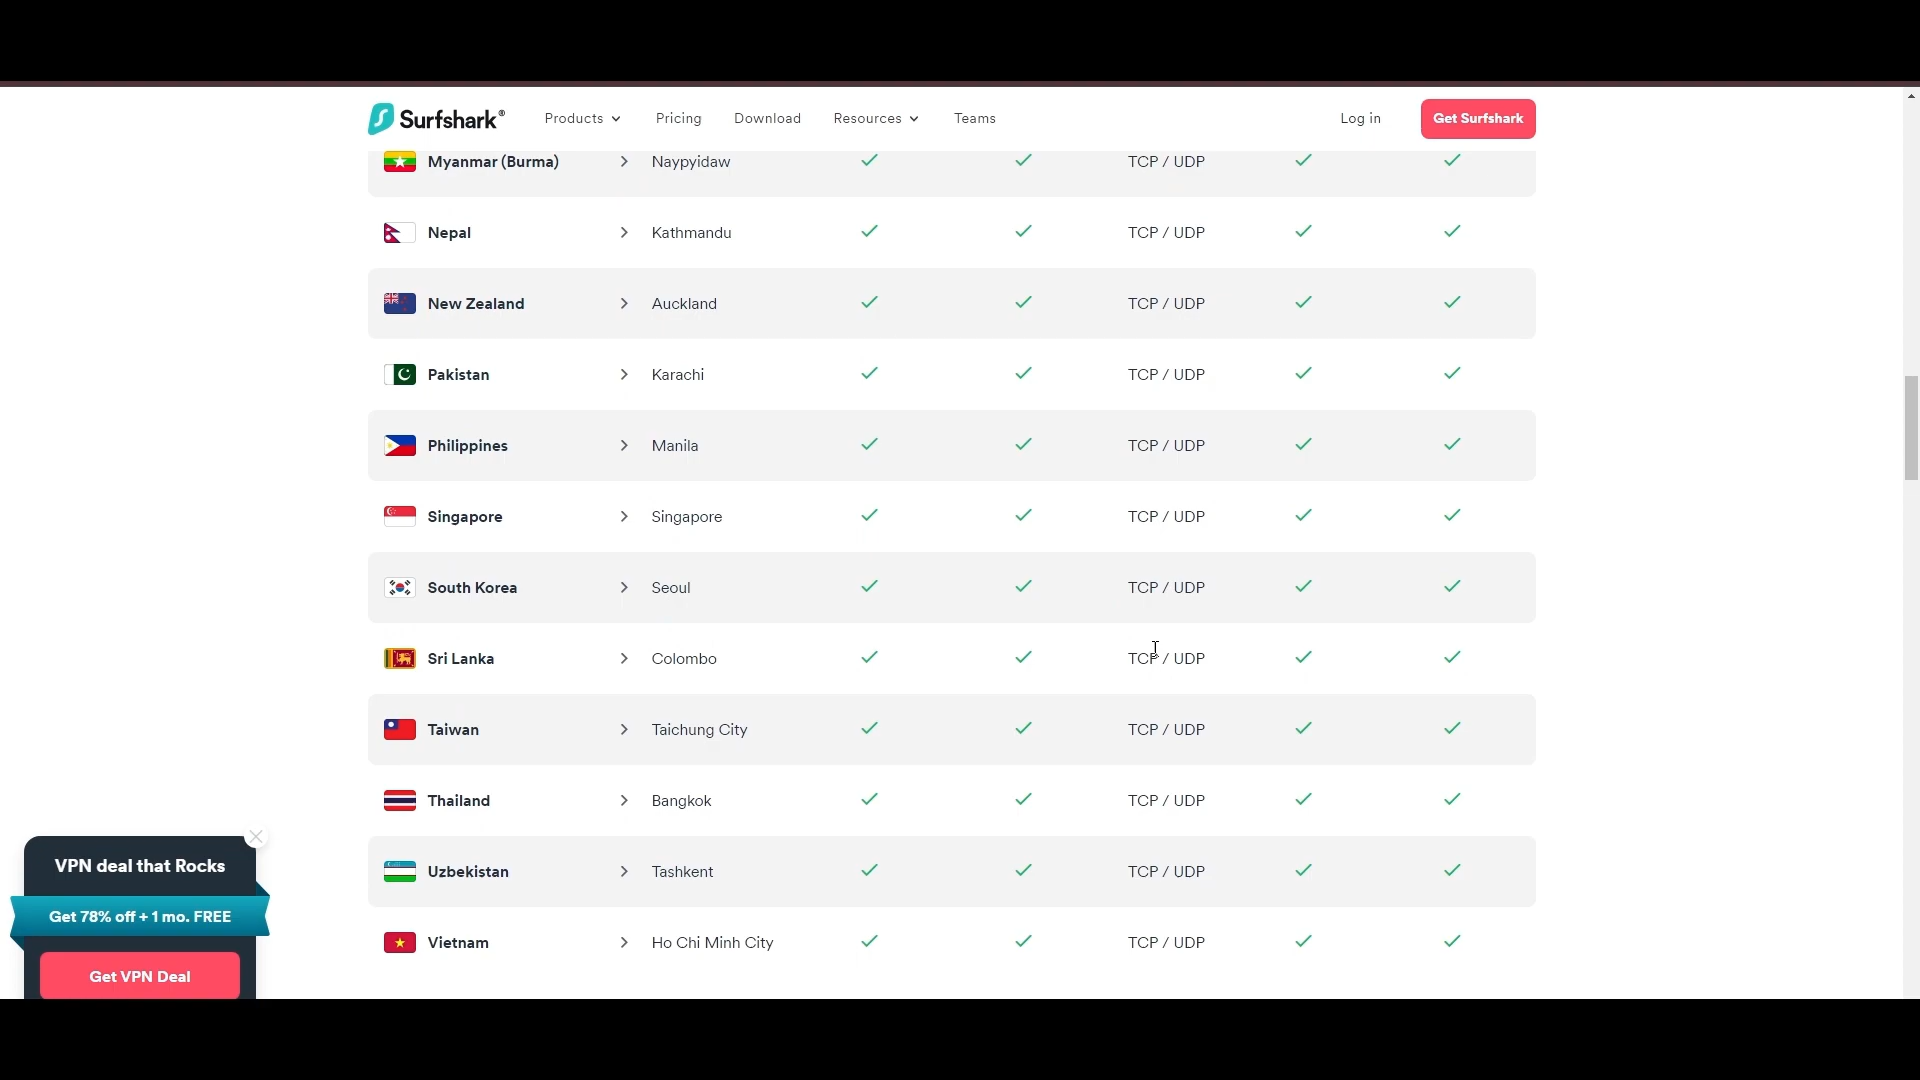 Surfshark®
Products Pricing Download Resources Teams Log in Get Surfshark
Myanmar (Burma) Naypyidaw TCP / UDP
Nepal Kathmandu TCP / UDP
New Zealand Auckland TCP / UDP
Pakistan Karachi TCP / UDP
Philippines Manila TCP / UDP
Singapore Singapore TCP / UDP
South Korea Seoul TCP / UDP
Sri Lanka Colombo TCP / UDP
Taiwan Taichung City TCP / UDP
Thailand Bangkok TCP / UDP
Uzbekistan Tashkent TCP / UDP
Vietnam Ho Chi Minh City TCP / UDP
VPN deal that Rocks
Get 78% off + 1 mo. FREE
Get VPN Deal